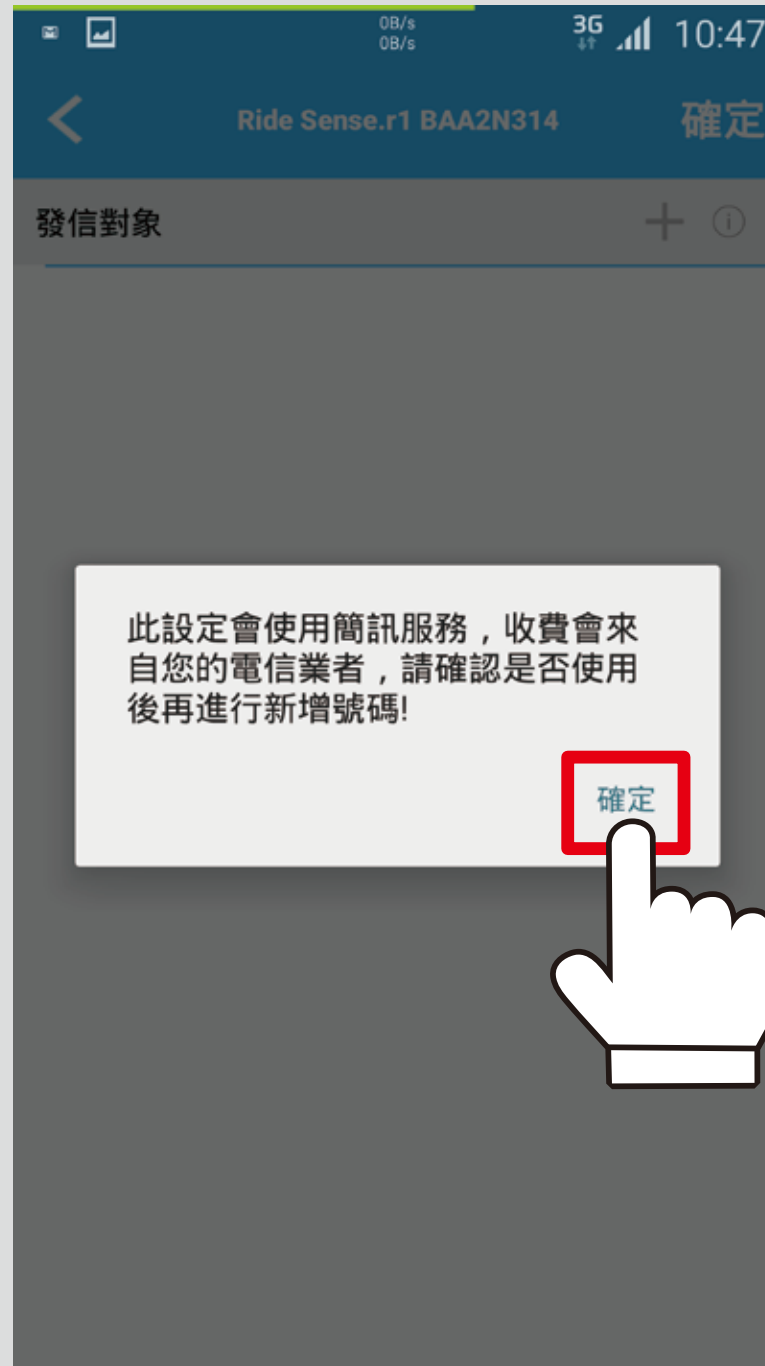 0B/s
0B/s
3G
10:47
Ride Sense.r1 BAA2N314
確定
發信對象
此設定會使用簡訊服務，收費會來
自您的電信業者，請確認是否使用
後再進行新增號碼!
確定